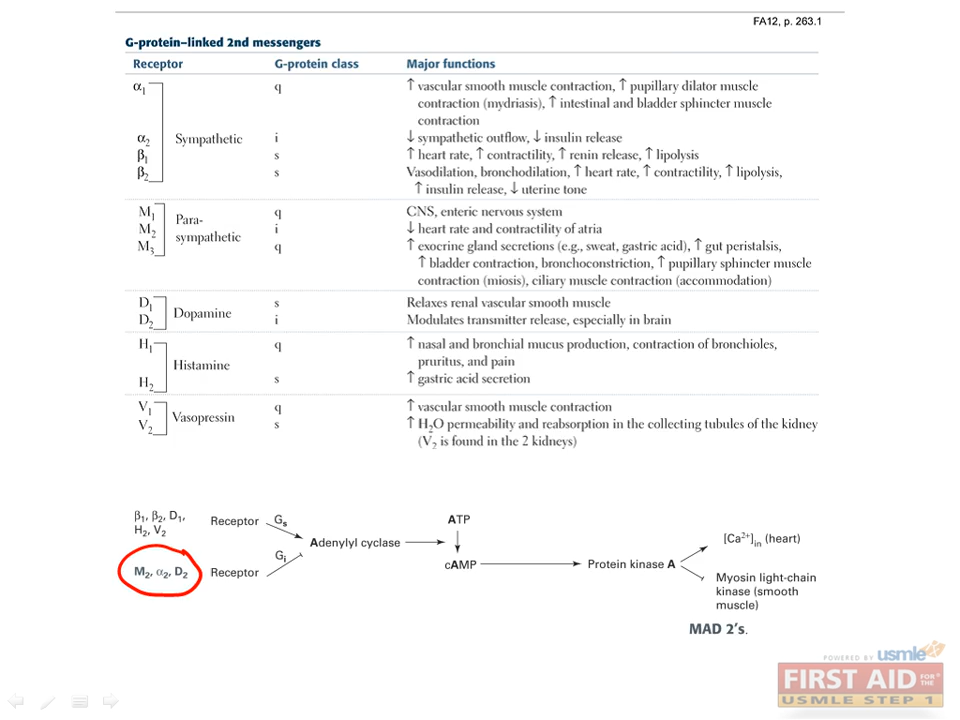 FA12, p. 263.1
G-protein–linked 2nd messengers
Receptor G-protein class Major functions
α1 q ↑ vascular smooth muscle contraction, ↑ pupillary dilator muscle
contraction (mydriasis), ↑ intestinal and bladder sphincter muscle
contraction
α2 Sympathetic i ↓ sympathetic outflow, ↓ insulin release
β1 s ↑ heart rate, ↑ contractility, ↑ renin release, ↑ lipolysis
β2 s Vasodilation, bronchodilation, ↑ heart rate, ↑ contractility, ↑ lipolysis,
↑ insulin release, ↓ uterine tone
M1 q CNS, enteric nervous system
Para-
M2 i ↓ heart rate and contractility of atria
sympathetic
M3 q ↑ exocrine gland secretions (e.g., sweat, gastric acid), ↑ gut peristalsis,
↑ bladder contraction, bronchoconstriction, ↑ pupillary sphincter muscle
contraction (miosis), ciliary muscle contraction (accommodation)
D1 s Relaxes renal vascular smooth muscle
Dopamine
D2 i Modulates transmitter release, especially in brain
H1 q ↑ nasal and bronchial mucus production, contraction of bronchioles,
pruritus, and pain
Histamine
H2 s ↑ gastric acid secretion
V1 q ↑ vascular smooth muscle contraction
Vasopressin
V2 s ↑ H2O permeability and reabsorption in the collecting tubules of the kidney
(V2 is found in the 2 kidneys)
β1, β2, D1,
H2, V2
Receptor Gs
ATP
Adenylyl cyclase
[Ca2+]in (heart)
Gi
cAMP
Protein kinase A
M2, α2, D2 Receptor
Myosin light-chain
kinase (smooth
muscle)
MAD 2's.
POWERED BY usmle
FIRST AID FOR THE
USMLE STEP 1